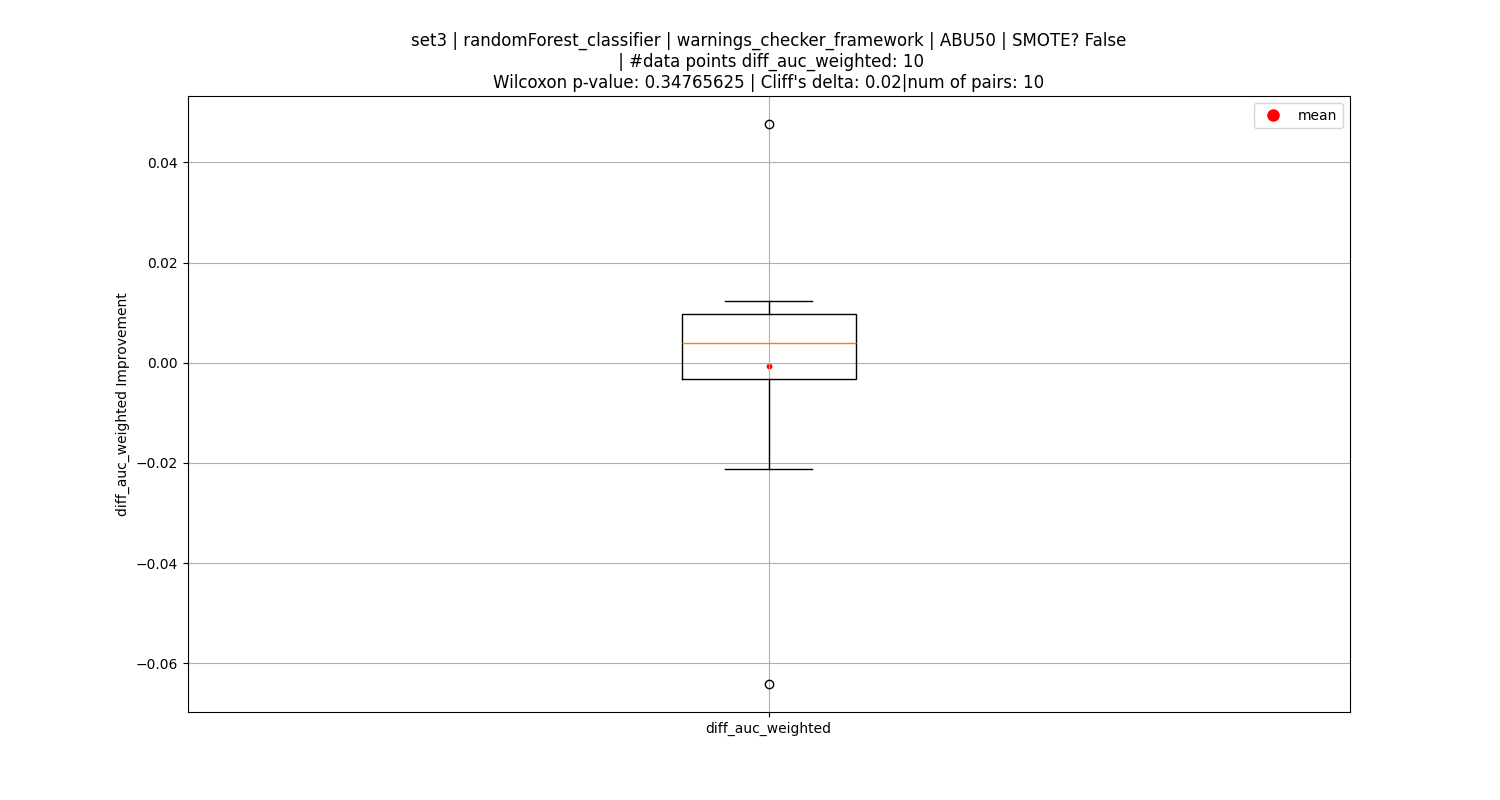 set3 | randomForest_classifier | warnings_checker_framework | ABU50 | SMOTE? False
| #data points diff_auc_weighted: 10
Wilcoxon p-value: 0.34765625 | Cliff's delta: 0.02|num of pairs: 10
mean
0.04
0.02
0.00
−0.02
−0.04
−0.06
diff_auc_weighted Improvement
diff_auc_weighted